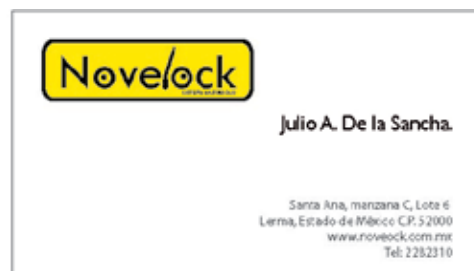 Novelock
Julio A. De la Sancha.
Santa Ana, manzana C, Lote 6
Lerma, Estado de México C.P. 52000
www.noveock.com.mx
Tel: 2282310